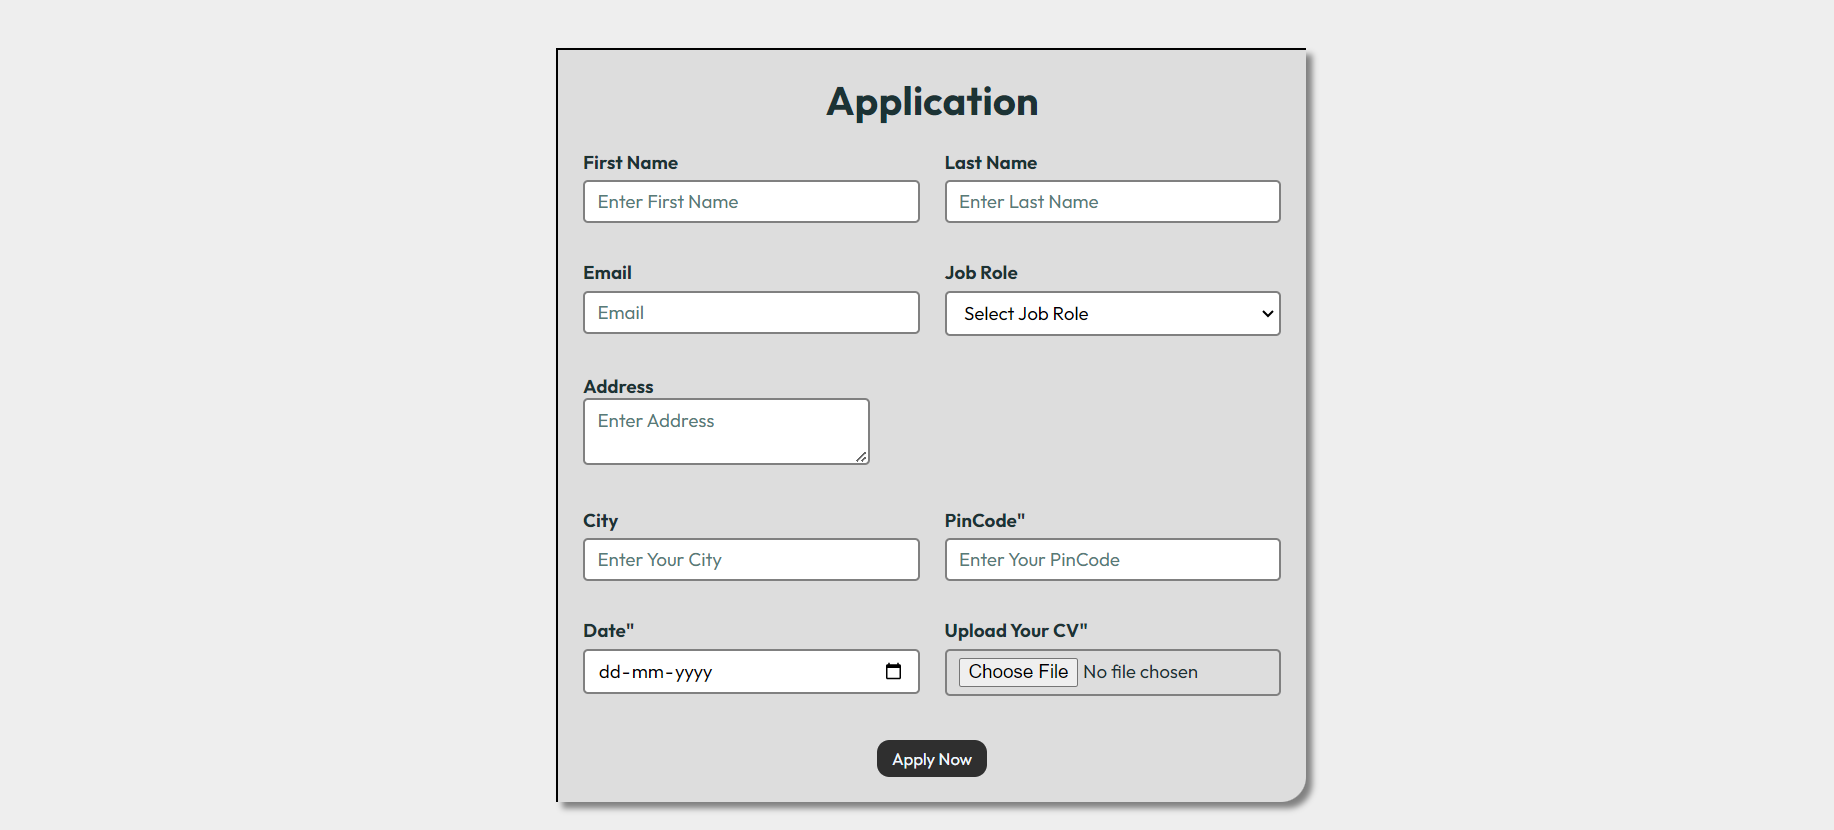 Application
First Name
Last Name
Enter First Name
Enter Last Name
Email
Job Role
Email
Select Job Role
Address
Enter Address
City
PinCode"
Enter Your City
Enter Your PinCode
Date"
Upload Your CV"
dd-mm-yyyy
Choose File No file chosen
Apply Now